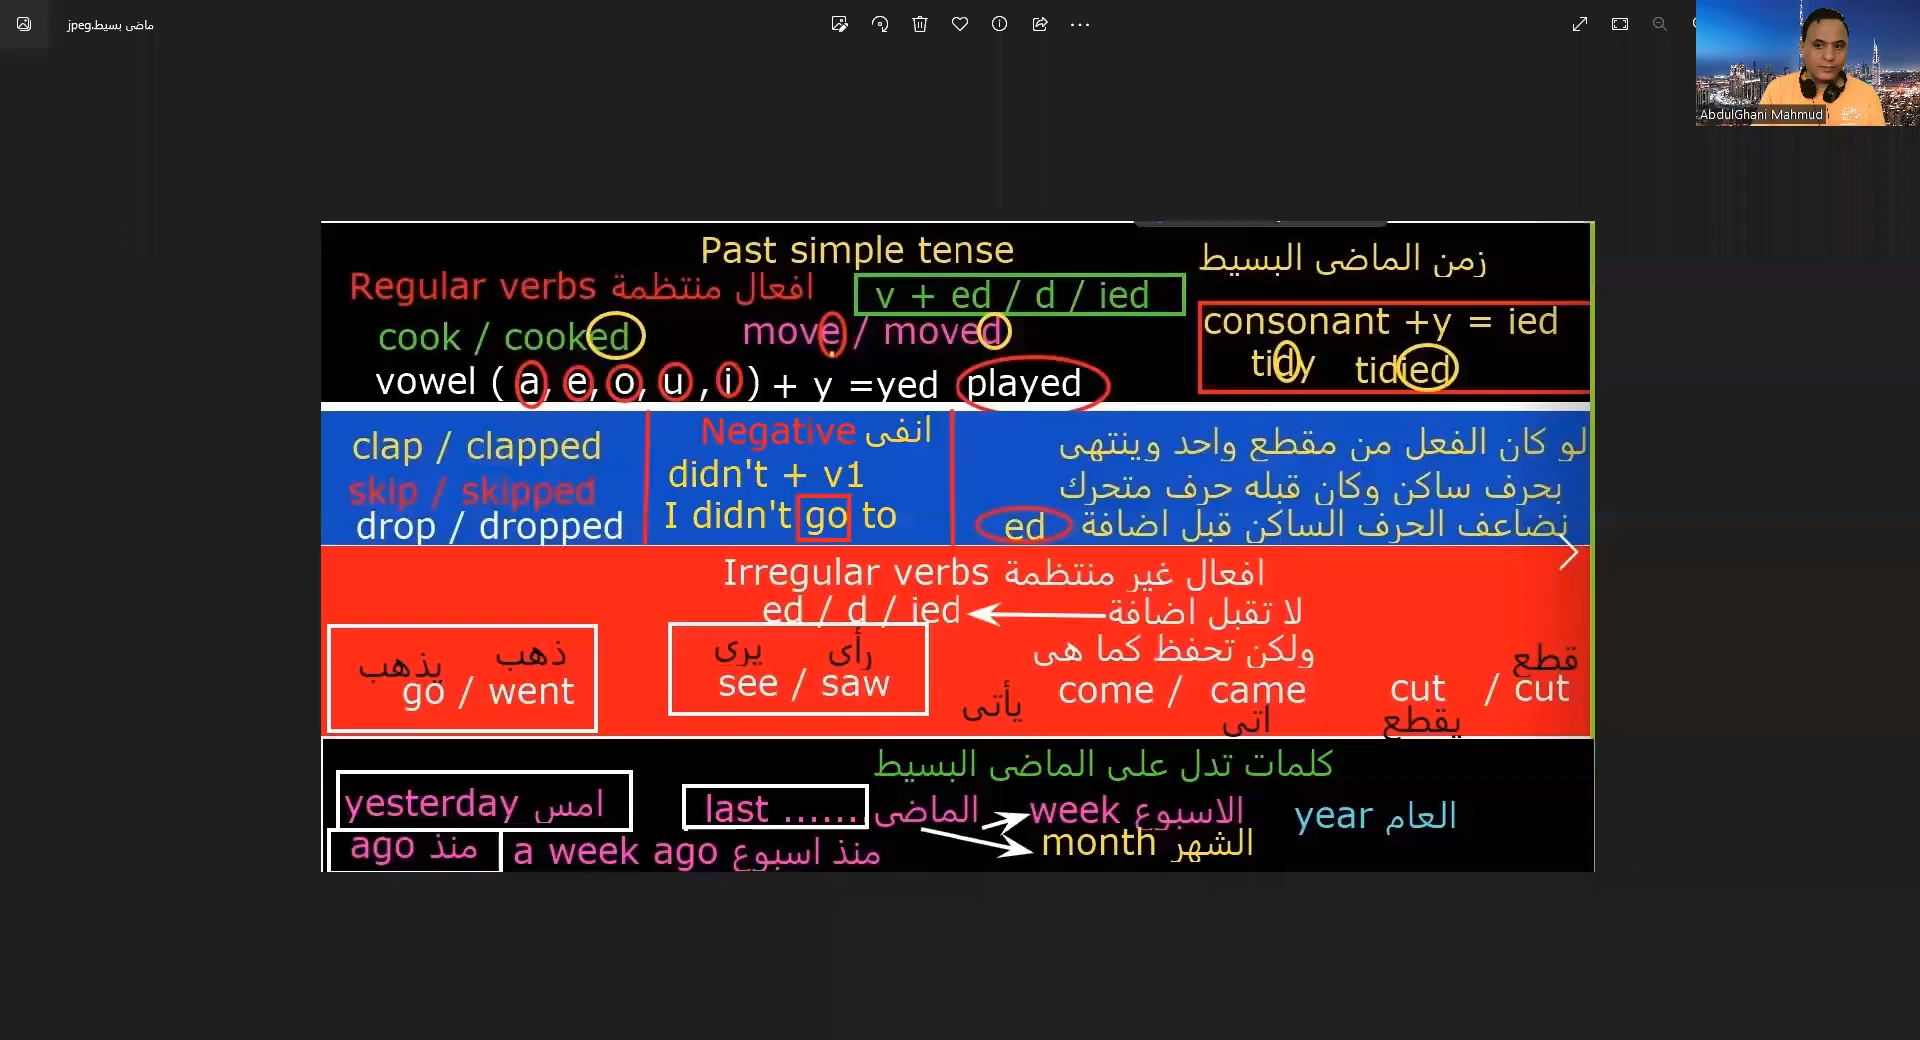 ماضى بسيط.jpeg
AbdulGhani Mahmud
Past simple tense زمن الماضى البسيط
Regular verbs افعال منتظمة v + ed / d / ied
cook / cooked move / moved
consonant +y = ied
tidy tidied
vowel ( a, e, o, u , i ) + y =yed played
clap / clapped
skip / skipped
drop / dropped
Negative انفى
didn't + v1
I didn't go to
لو كان الفعل من مقطع واحد وينتهى
بحرف ساكن وكان قبله حرف متحرك
نضاعف الحرف الساكن قبل اضافة ed
Irregular verbs افعال غير منتظمة
لا تقبل اضافة ed / d / ied
ولكن تحفظ كما هى
يذهب ذهب
go / went
يرى رأى
see / saw
come / came
يأتى اتى
قطع
cut / cut
يقطع
كلمات تدل على الماضى البسيط
yesterday امس last ....... الماضى week الاسبوع year العام
month الشهر
ago منذ a week ago منذ اسبوع